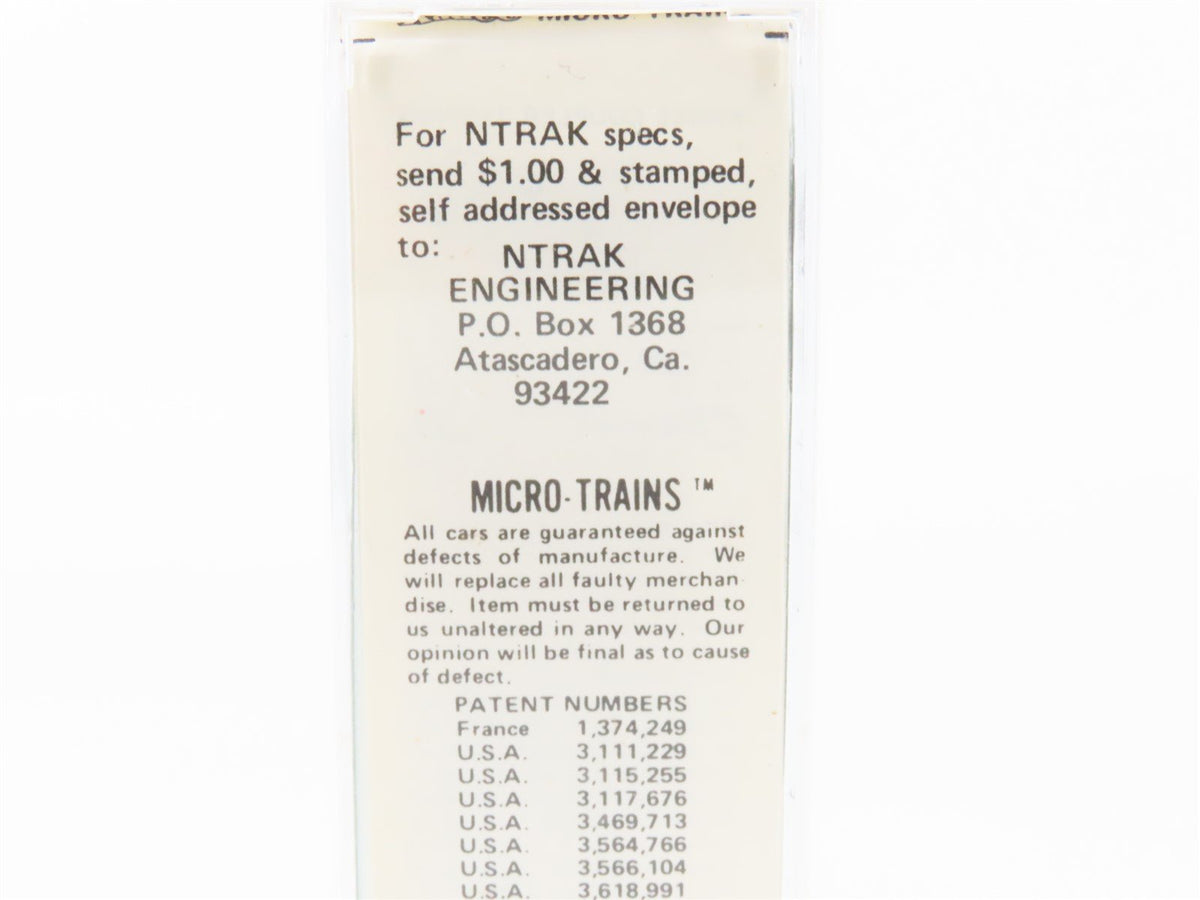 MICRO-TRAIN
For NTRAK specs,
send $1.00 & stamped,
self addressed envelope
to:
NTRAK
ENGINEERING
P.O. Box 1368
Atascadero, Ca.
93422
MICRO-TRAINS ™
All cars are guaranteed against
defects of manufacture. We
will replace all faulty merchan-
dise. Item must be returned to
us unaltered in any way. Our
opinion will be final as to cause
of defect.
PATENT NUMBERS
France 1,374,249
U.S.A. 3,111,229
U.S.A. 3,115,255
U.S.A. 3,117,676
U.S.A. 3,469,713
U.S.A. 3,564,766
U.S.A. 3,566,104
U.S.A. 3,618,991